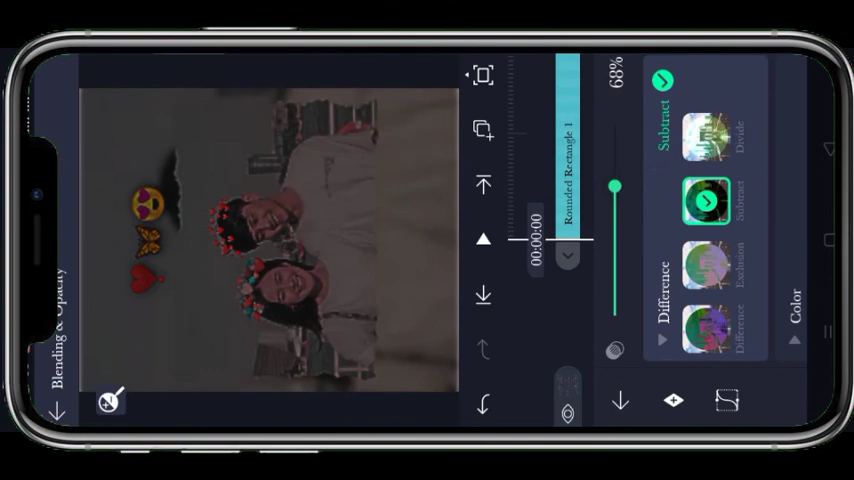 Blending & Opacity
00:00:00
Rounded Rectangle 1
68%
Difference
Subtract
Difference
Exclusion
Subtract
Divide
Color